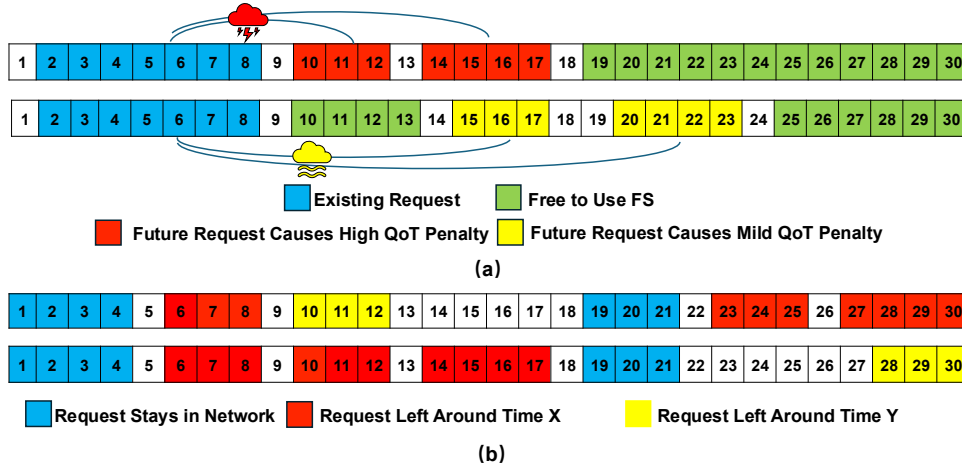 1 2 3 4 5 6 7 8 9 10 11 12 13 14 15 16 17 18 19 20 21 22 23 24 25 26 27 28 29 30
1 2 3 4 5 6 7 8 9 10 11 12 13 14 15 16 17 18 19 20 21 22 23 24 25 26 27 28 29 30
Existing Request Free to Use FS
Future Request Causes High QoT Penalty Future Request Causes Mild QoT Penalty
(a)
1 2 3 4 5 6 7 8 9 10 11 12 13 14 15 16 17 18 19 20 21 22 23 24 25 26 27 28 29 30
1 2 3 4 5 6 7 8 9 10 11 12 13 14 15 16 17 18 19 20 21 22 23 24 25 26 27 28 29 30
Request Stays in Network Request Left Around Time X Request Left Around Time Y
(b)